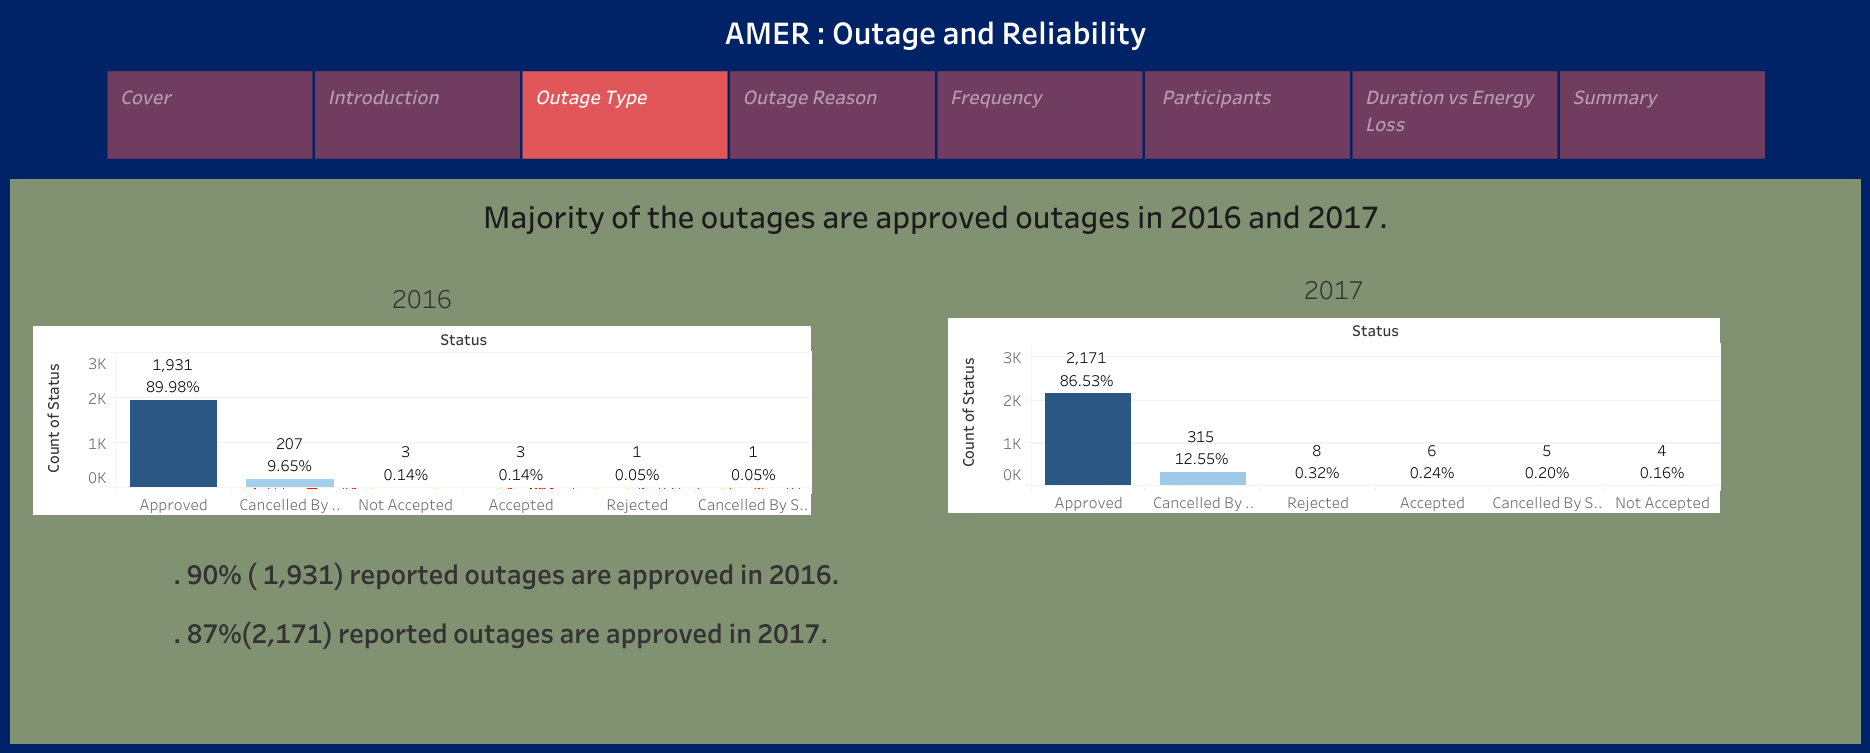 AMER : Outage and Reliability
Cover
Introduction
Outage Type
Outage Reason
Frequency
Participants
Duration vs Energy
Loss
Summary
Majority of the outages are approved outages in 2016 and 2017.
2016
Status
Count of Status
3K
2K
1K
0K
1,931
89.98%
207
9.65%
3
0.14%
3
0.14%
1
0.05%
1
0.05%
Approved
Cancelled By ..
Not Accepted
Accepted
Rejected
Cancelled By S..
2017
Status
Count of Status
3K
2K
1K
0K
2,171
86.53%
315
12.55%
8
0.32%
6
0.24%
5
0.20%
4
0.16%
Approved
Cancelled By ..
Rejected
Accepted
Cancelled By S..
Not Accepted
. 90% ( 1,931) reported outages are approved in 2016.
. 87%(2,171) reported outages are approved in 2017.